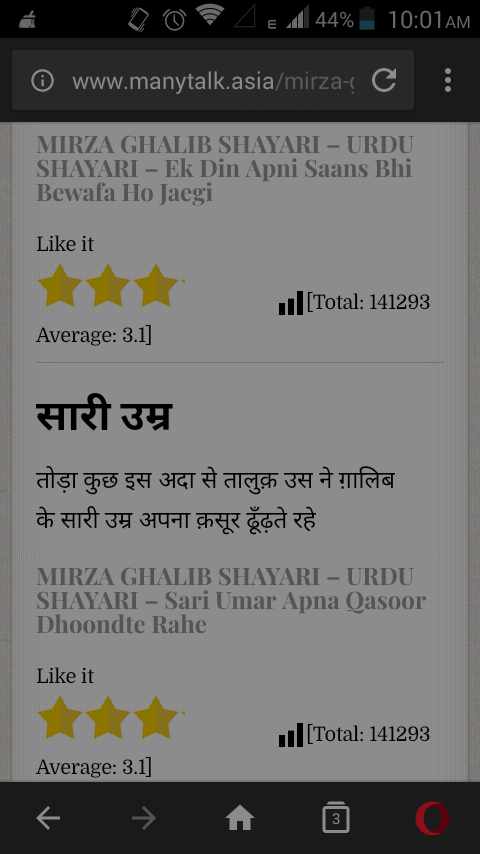 E 44% 10:01AM
www.manytalk.asia/mirza-g
MIRZA GHALIB SHAYARI – URDU
SHAYARI – Ek Din Apni Saans Bhi
Bewafa Ho Jaegi
Like it
[Total: 141293
Average: 3.1]
सारी उम्र
तोड़ा कुछ इस अदा से तालुक़ उस ने ग़ालिब
के सारी उम्र अपना क़सूर ढूँढ़ते रहे
MIRZA GHALIB SHAYARI – URDU
SHAYARI – Sari Umar Apna Qasoor
Dhoondte Rahe
Like it
[Total: 141293
Average: 3.1]
3